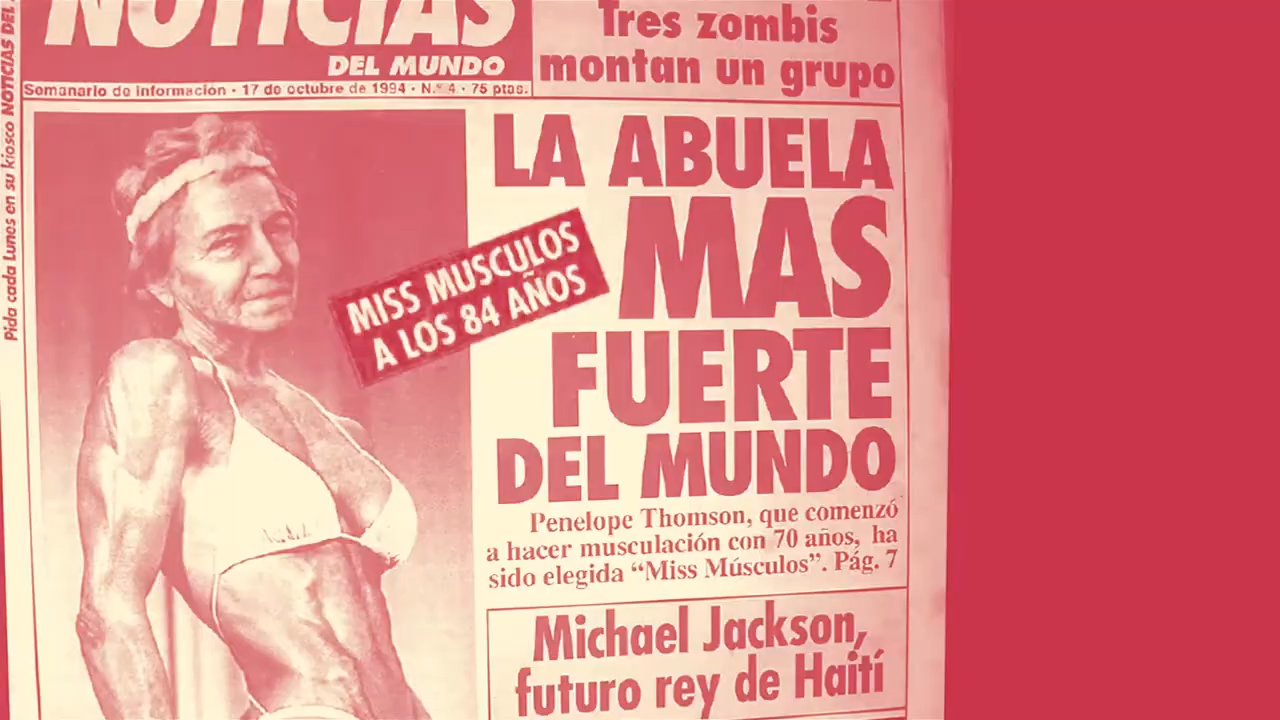 NOTICIAS
DEL MUNDO
Semanario de información · 17 de octubre de 1994 · N.º 4 · 75 ptas.
Tres zombis
montan un grupo
Pida cada Lunes en su kiosco NOTICIAS DEL
MISS MUSCULOS
A LOS 84 AÑOS
LA ABUELA
MAS
FUERTE
DEL MUNDO
Penelope Thomson, que comenzó
a hacer musculación con 70 años, ha
sido elegida “Miss Músculos”. Pág. 7
Michael Jackson,
futuro rey de Haití